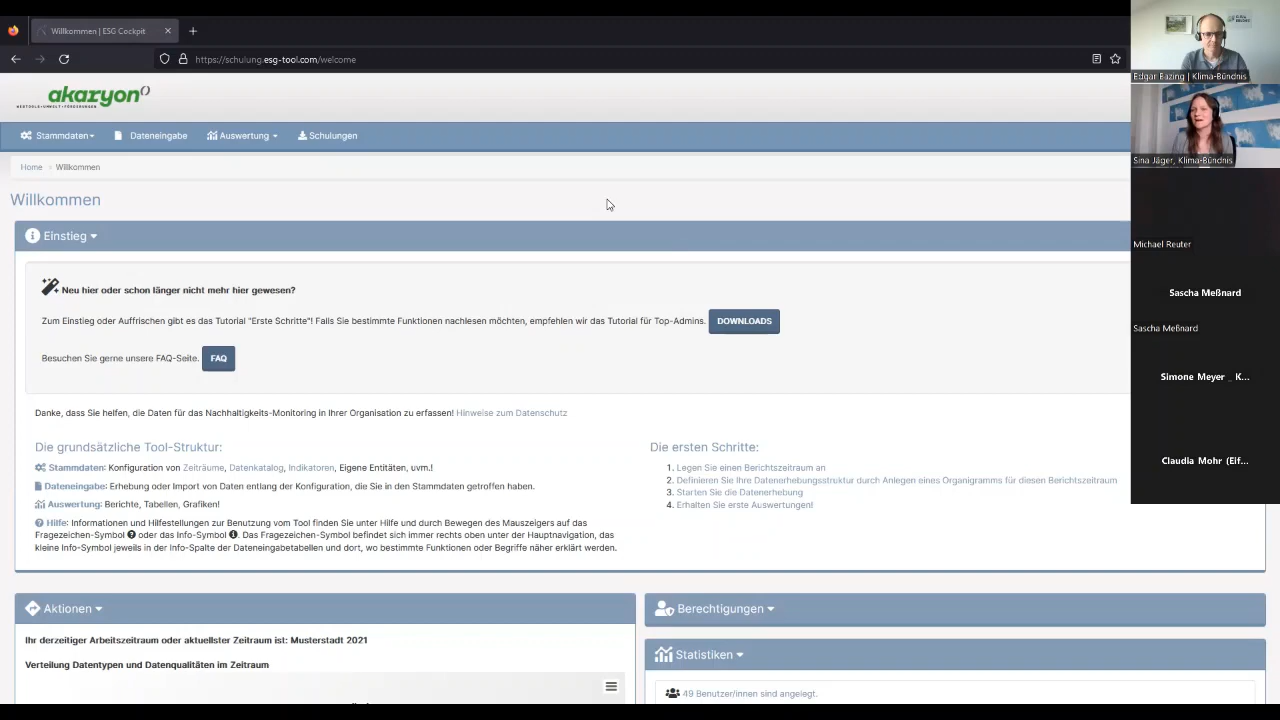 Willkommen | ESG Cockpit
https://schulung.esg-tool.com/welcome
akaryon
Stammdaten
Dateneingabe
Auswertung
Schulungen
Home
Willkommen
Willkommen
Einstieg
Neu hier oder schon länger nicht mehr hier gewesen?
Zum Einstieg oder Auffrischen gibt es das Tutorial "Erste Schritte"! Falls Sie bestimmte Funktionen nachlesen möchten, empfehlen wir das Tutorial für Top-Admins. DOWNLOADS
Besuchen Sie gerne unsere FAQ-Seite. FAQ
Danke, dass Sie helfen, die Daten für das Nachhaltigkeits-Monitoring in Ihrer Organisation zu erfassen! Hinweise zum Datenschutz
Die grundsätzliche Tool-Struktur:
Stammdaten: Konfiguration von Zeiträume, Datenkatalog, Indikatoren, Eigene Entitäten, uvm.!
Dateneingabe: Erhebung oder Import von Daten entlang der Konfiguration, die Sie in den Stammdaten getroffen haben.
Auswertung: Berichte, Tabellen, Grafiken!
Hilfe: Informationen und Hilfestellungen zur Benutzung vom Tool finden Sie unter Hilfe und durch Bewegen des Mauszeigers auf das
Fragezeichen-Symbol oder das Info-Symbol. Das Fragezeichen-Symbol befindet sich immer rechts oben unter der Hauptnavigation, das
kleine Info-Symbol jeweils in der Info-Spalte der Dateneingabetabellen und dort, wo bestimmte Funktionen oder Begriffe näher erklärt werden.
Die ersten Schritte:
1. Legen Sie einen Berichtszeitraum an
2. Definieren Sie Ihre Datenerhebungsstruktur durch Anlegen eines Organigramms für diesen Berichtszeitraum
3. Starten Sie die Datenerhebung
4. Erhalten Sie erste Auswertungen!
Aktionen
Ihr derzeitiger Arbeitszeitraum oder aktuellster Zeitraum ist: Musterstadt 2021
Verteilung Datentypen und Datenqualitäten im Zeitraum
Berechtigungen
Statistiken
49 Benutzer/innen sind angelegt.
Edgar Eazing | Klima-Bündnis
Sina Jäger, Klima-Bündnis
Michael Reuter
Sascha Meßnard
Sascha Meßnard
Simone Meyer _ K...
Claudia Mohr (Eif...